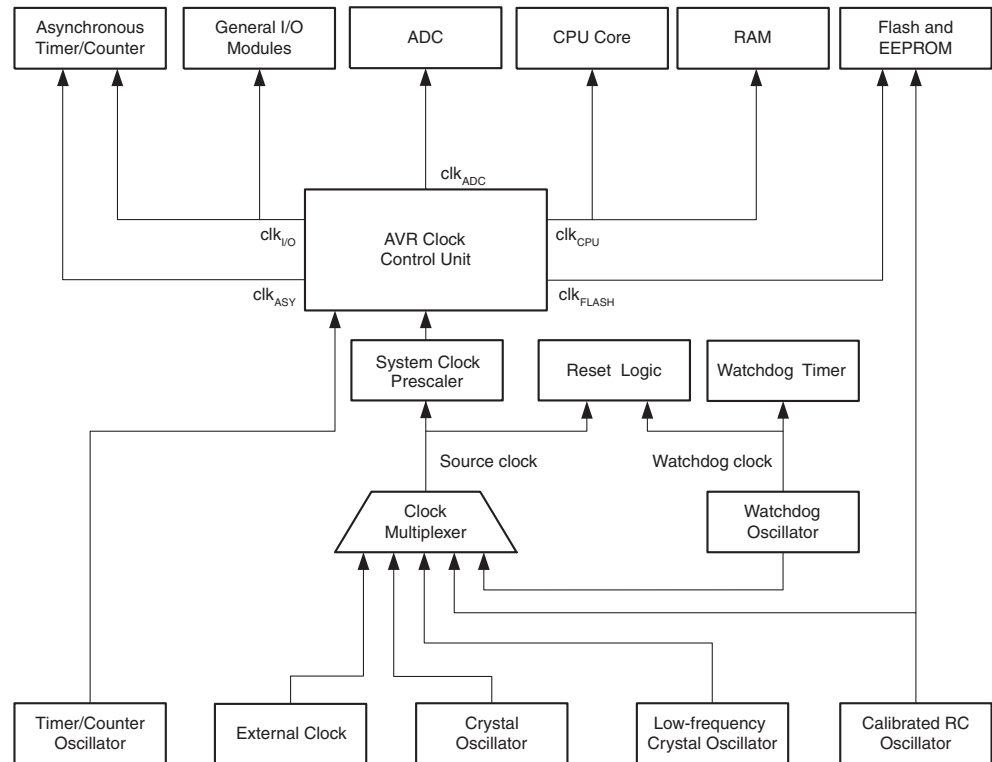 Asynchronous
Timer/Counter
General I/O
Modules
ADC
CPU Core
RAM
Flash and
EEPROM
clkADC
clkI/O
AVR Clock
Control Unit
clkCPU
clkASY
clkFLASH
System Clock
Prescaler
Reset Logic
Watchdog Timer
Source clock
Watchdog clock
Clock
Multiplexer
Watchdog
Oscillator
Timer/Counter
Oscillator
External Clock
Crystal
Oscillator
Low-frequency
Crystal Oscillator
Calibrated RC
Oscillator